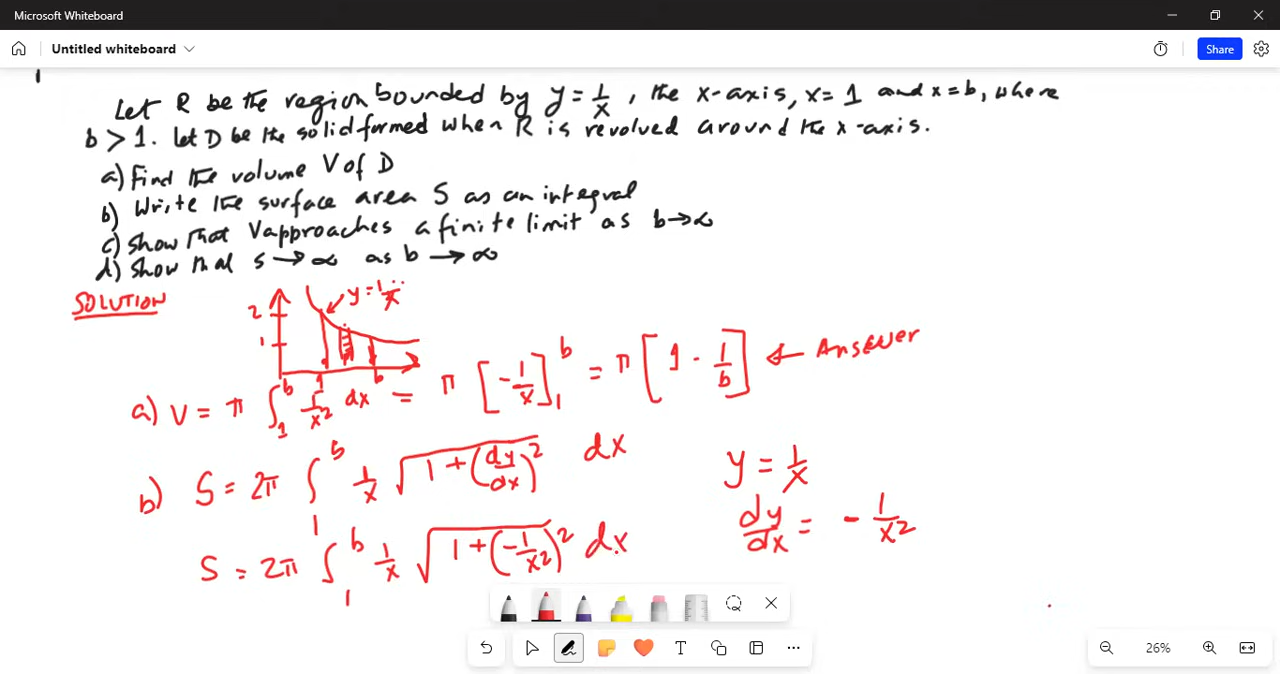 Microsoft Whiteboard
Untitled whiteboard
Share
Let R be the region bounded by y = 1/x, the x-axis, x = 1 and x = b, where
b > 1. Let D be the solid formed when R is revolved around the x-axis.
a) Find the volume V of D
b) Write the surface area S as an integral
c) Show that V approaches a finite limit as b → ∞
d) Show that S → ∞ as b → ∞
SOLUTION
y = 1/x
2
1
1 b
a) V = π ∫₁ᵇ 1/x² dx = π [-1/x]₁ᵇ = π [1 - 1/b] ← Answer
b) S = 2π ∫₁ᵇ 1/x √(1 + (dy/dx)²) dx
y = 1/x
dy/dx = -1/x²
S = 2π ∫₁ᵇ 1/x √(1 + (-1/x²)²) dx
T
26%